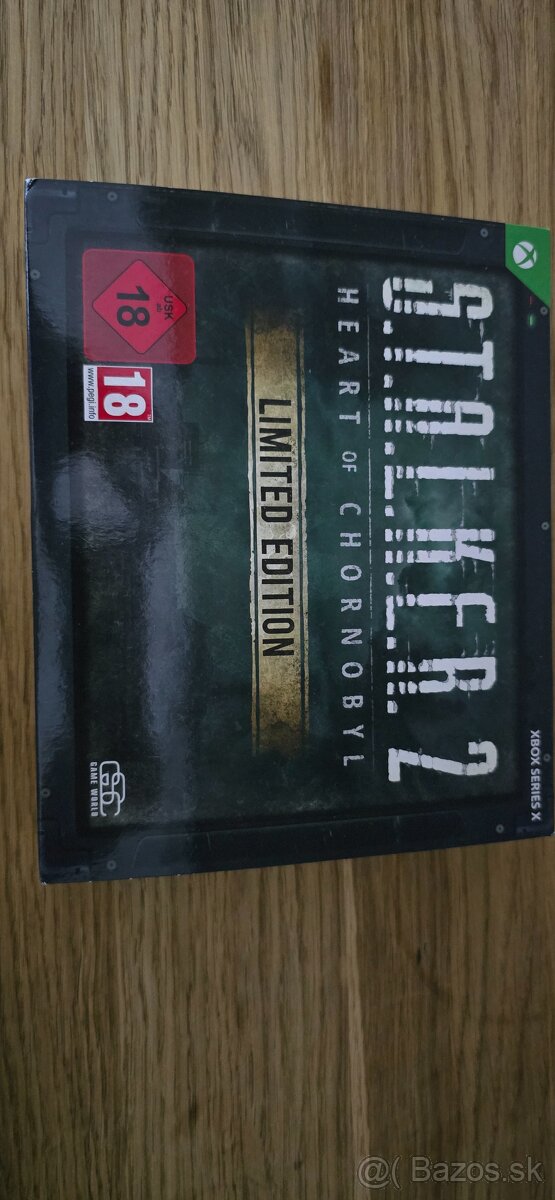 XBOX SERIES X
S.T.A.L.K.E.R. 2
HEART OF CHORNOBYL
LIMITED EDITION
USK
ab
18
18
www.pegi.info
GSC
GAME WORLD
@( Bazos.sk